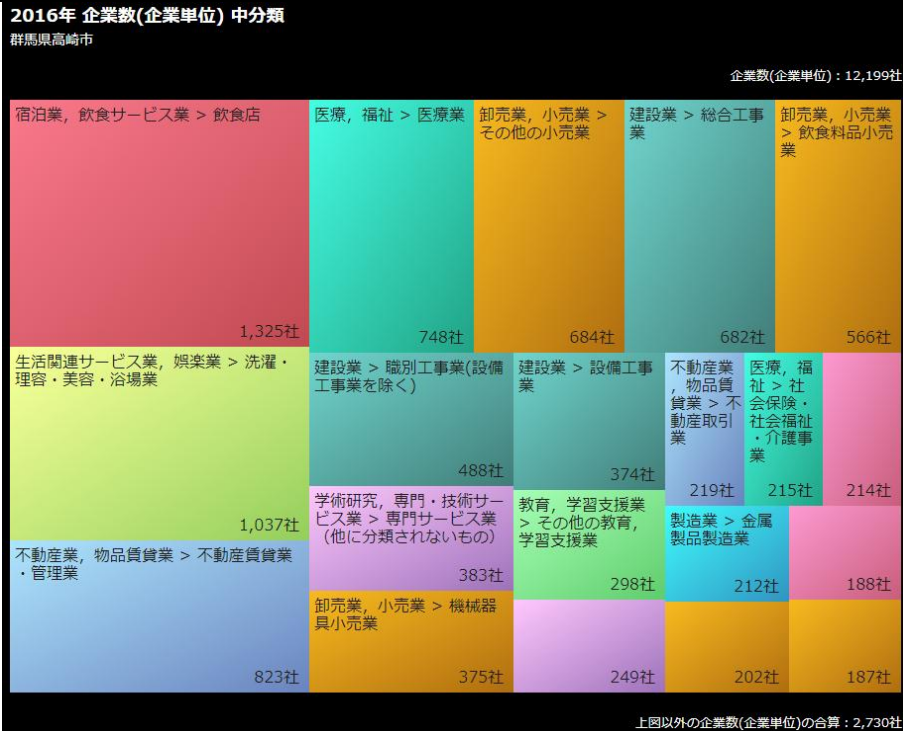 2016年 企業数(企業単位) 中分類
群馬県高崎市
企業数(企業単位)：12,199社
宿泊業，飲食サービス業 > 飲食店
1,325社
医療，福祉 > 医療業
748社
卸売業，小売業 >
その他の小売業
684社
建設業 > 総合工事
業
682社
卸売業，小売業
> 飲食料品小売
業
566社
生活関連サービス業，娯楽業 > 洗濯・
理容・美容・浴場業
1,037社
建設業 > 職別工事業(設備
工事業を除く)
488社
建設業 > 設備工事
業
374社
不動産業
，物品賃
貸業 > 不
動産取引
業
219社
医療，福
祉 > 社
会保険・
社会福祉
・介護事
業
215社
214社
学術研究，専門・技術サー
ビス業 > 専門サービス業
（他に分類されないもの）
383社
教育，学習支援業
> その他の教育，
学習支援業
298社
製造業 > 金属
製品製造業
212社
188社
不動産業，物品賃貸業 > 不動産賃貸業
・管理業
823社
卸売業，小売業 > 機械器
具小売業
375社
249社
202社
187社
上図以外の企業数(企業単位)の合算：2,730社